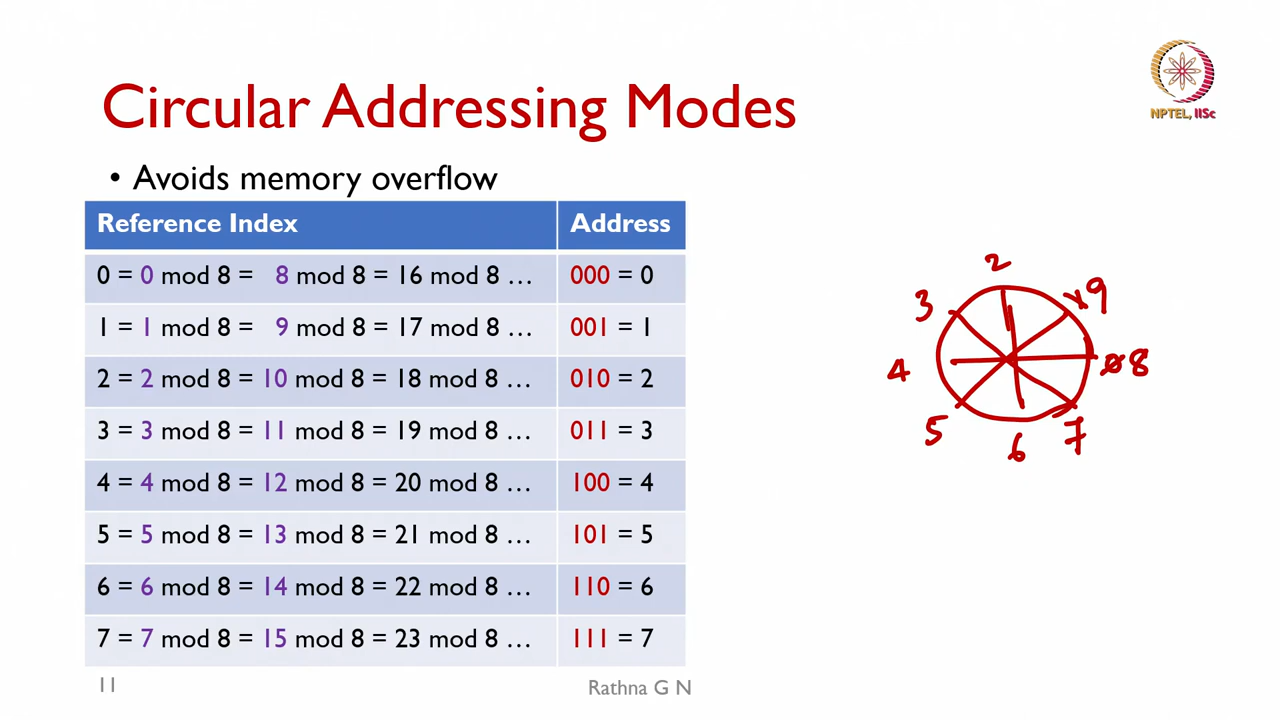 Circular Addressing Modes
NPTEL, IISc
• Avoids memory overflow
Reference Index Address
0 = 0 mod 8 = 8 mod 8 = 16 mod 8 … 000 = 0
1 = 1 mod 8 = 9 mod 8 = 17 mod 8 … 001 = 1
2 = 2 mod 8 = 10 mod 8 = 18 mod 8 … 010 = 2
3 = 3 mod 8 = 11 mod 8 = 19 mod 8 … 011 = 3
4 = 4 mod 8 = 12 mod 8 = 20 mod 8 … 100 = 4
5 = 5 mod 8 = 13 mod 8 = 21 mod 8 … 101 = 5
6 = 6 mod 8 = 14 mod 8 = 22 mod 8 … 110 = 6
7 = 7 mod 8 = 15 mod 8 = 23 mod 8 … 111 = 7
2
3 9
4 8
5 7
6
11 Rathna G N